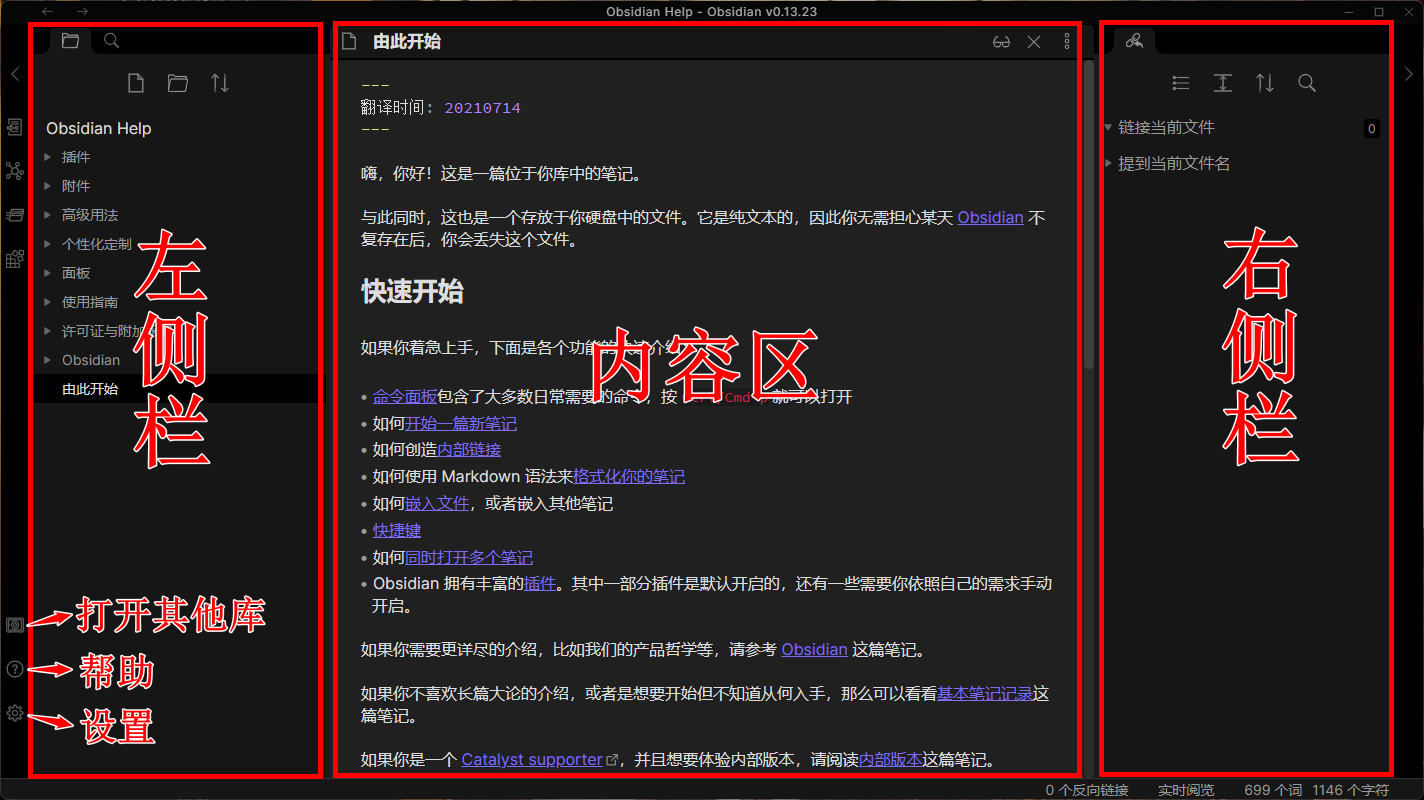 Obsidian Help - Obsidian v0.13.23
Obsidian Help
插件
附件
高级用法
个性化定制
面板
使用指南
许可证与附加
Obsidian
由此开始
左侧栏
打开其他库
帮助
设置
由此开始
---
翻译时间: 20210714
---
嗨，你好！这是一篇位于你库中的笔记。
与此同时，这也是一个存放于你硬盘中的文件。它是纯文本的，因此你无需担心某天 Obsidian 不
复存在后，你会丢失这个文件。
快速开始
如果你着急上手，下面是各个功能的快速介绍
内容区
命令面板包含了大多数日常需要的命令，按 Cmd P 就可以打开
如何开始一篇新笔记
如何创造内部链接
如何使用 Markdown 语法来格式化你的笔记
如何嵌入文件，或者嵌入其他笔记
快捷键
如何同时打开多个笔记
Obsidian 拥有丰富的插件。其中一部分插件是默认开启的，还有一些需要你依照自己的需求手动
开启。
如果你需要更详尽的介绍，比如我们的产品哲学等，请参考 Obsidian 这篇笔记。
如果你不喜欢长篇大论的介绍，或者是想要开始但不知道从何入手，那么可以看看基本笔记记录这
篇笔记。
如果你是一个 Catalyst supporter，并且想要体验内部版本，请阅读内部版本这篇笔记。
链接当前文件 0
提到当前文件名
右侧栏
0 个反向链接 实时阅览 699 个词 1146 个字符